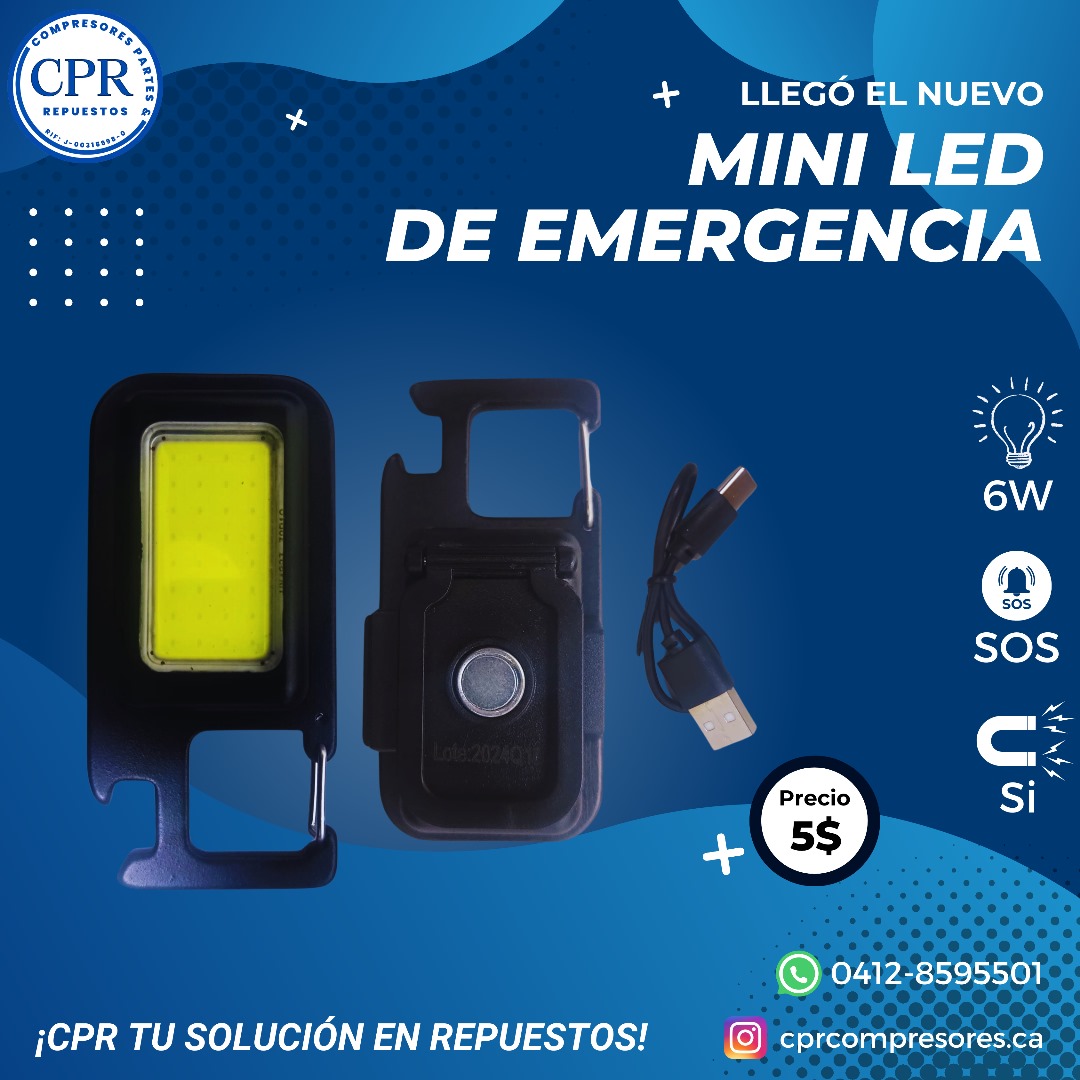 COMPRESORES PARTES &
CPR
REPUESTOS
LLEGÓ EL NUEVO
MINI LED
DE EMERGENCIA
6W
SOS
SOS
Si
Lote:2024Q1
Precio
5$
0412-8595501
¡CPR TU SOLUCIÓN EN REPUESTOS!
cprcompresores.ca